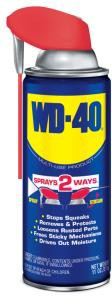 WD-40
MULTI-USE PRODUCT
SPRAYS 2 WAYS
• Stops Squeaks
• Removes & Protects
• Loosens Rusted Parts
• Frees Sticky Mechanisms
• Drives Out Moisture